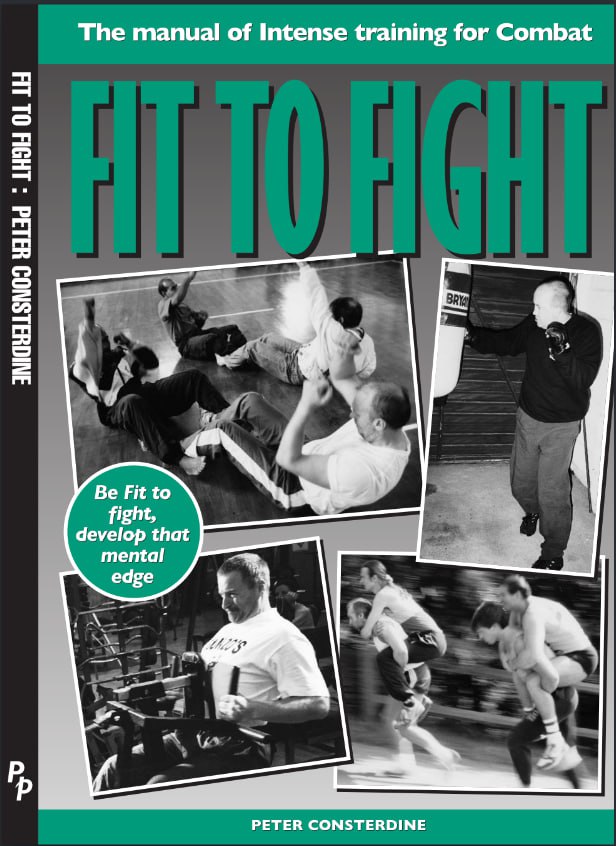 The manual of Intense training for Combat
FIT TO FIGHT
FIT TO FIGHT : PETER CONSTERDINE
BRYAN
Be Fit to
fight,
develop that
mental
edge
PP
PETER CONSTERDINE